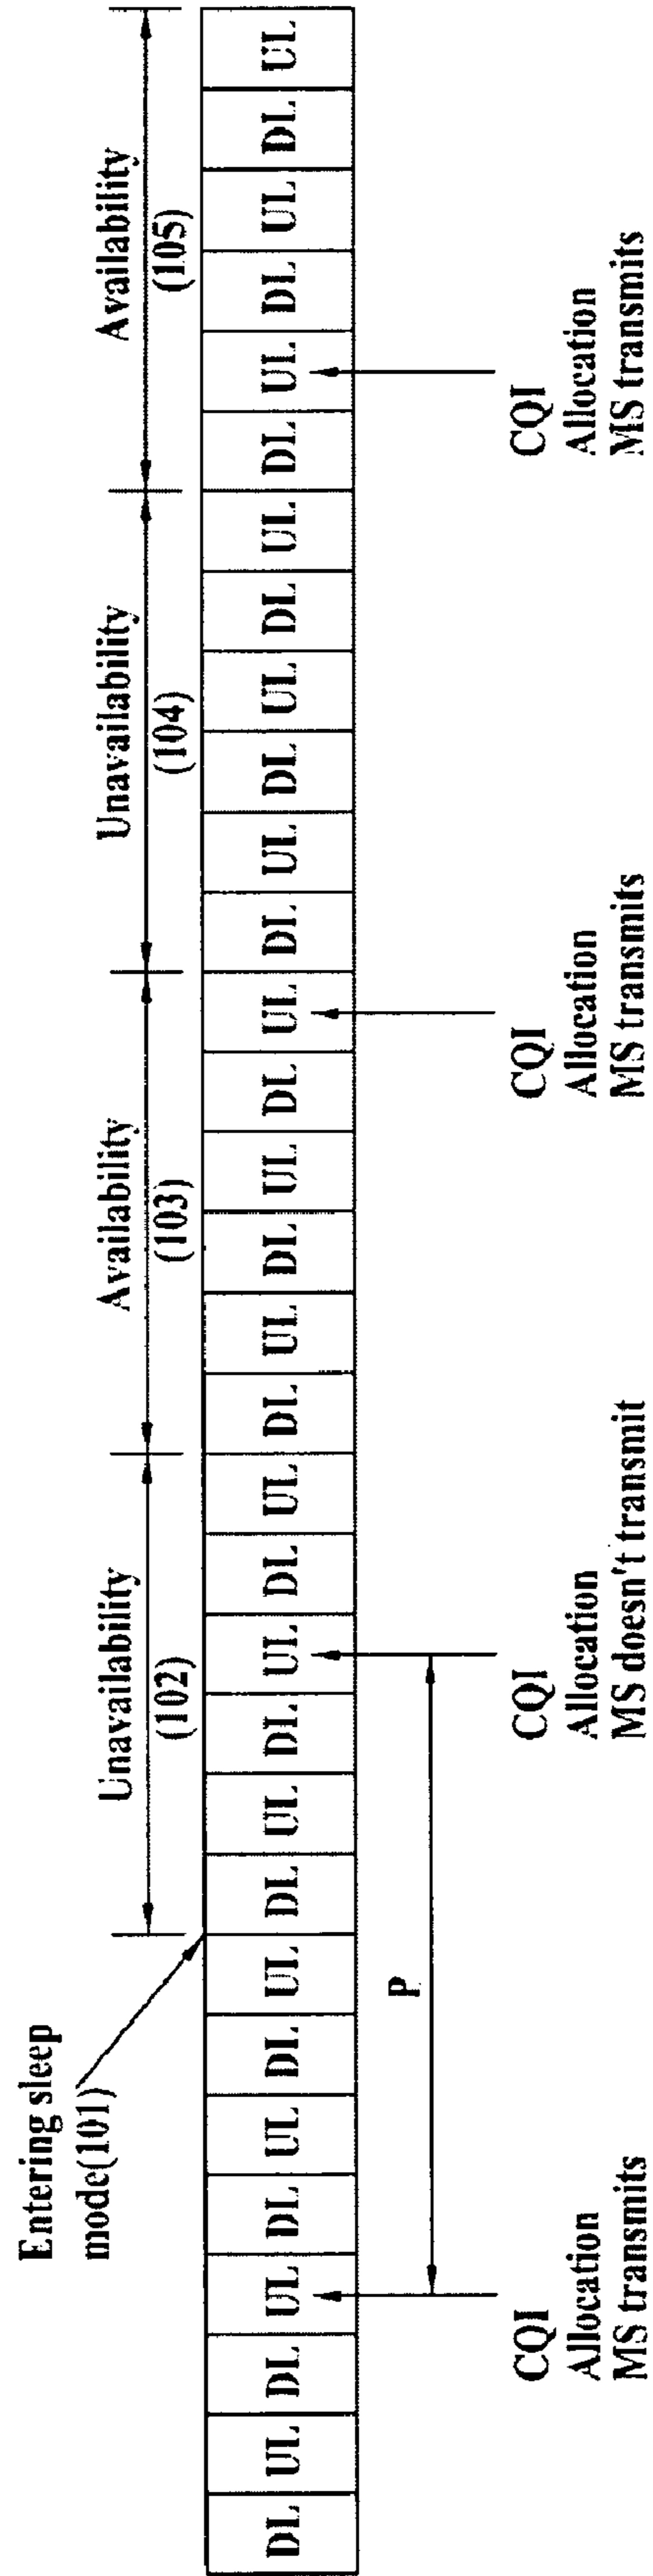 Entering sleep
mode(101)
Unavailability
(102)
Availability
(103)
Unavailability
(104)
Availability
(105)
DL UL DL UL DL UL DL UL DL UL DL UL DL UL DL UL DL UL DL UL DL UL DL UL DL UL DL UL DL UL DL UL
P
CQI
Allocation
MS transmits
CQI
Allocation
MS doesn't transmit
CQI
Allocation
MS transmits
CQI
Allocation
MS transmits